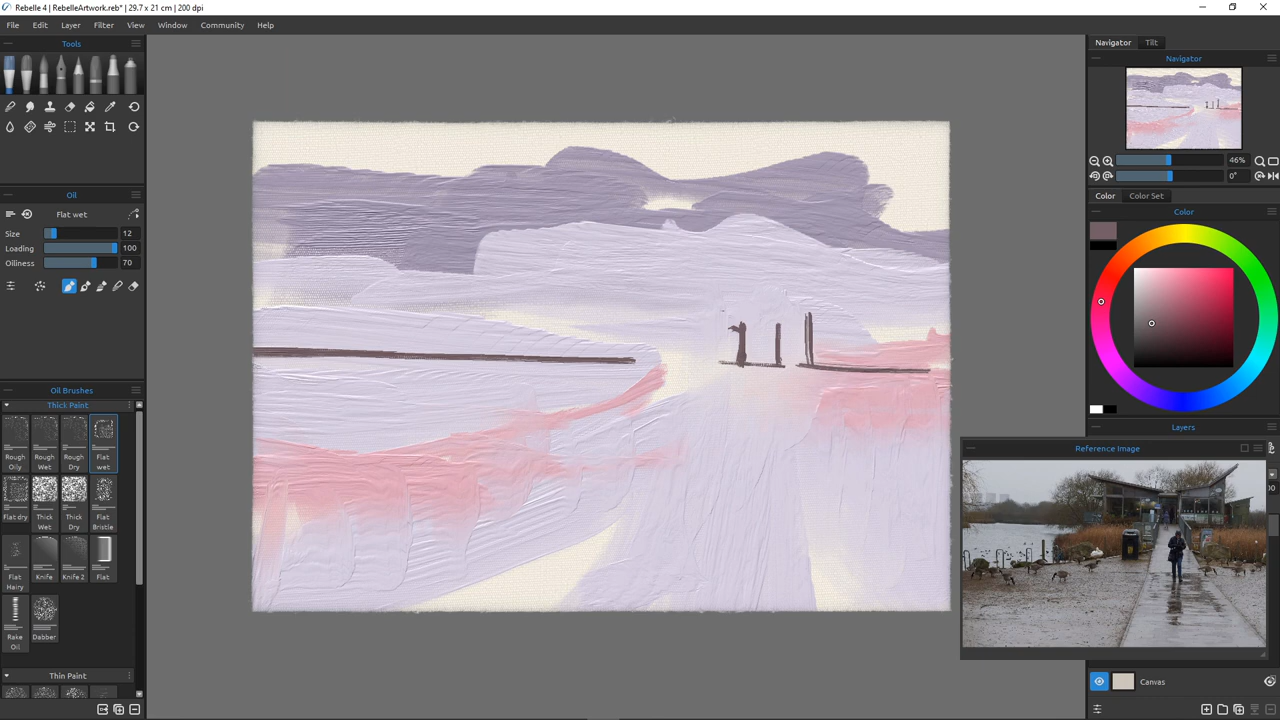 Rebelle 4 | RebelleArtwork.reb* | 29.7 x 21 cm | 200 dpi
File Edit Layer Filter View Window Community Help
Tools
Oil
Flat wet
Size 12
Loading 100
Oiliness 70
Oil Brushes
Thick Paint
Rough Oily Rough Wet Rough Dry Flat wet
Flat dry Thick Wet Thick Dry Flat Bristle
Flat Hairy Knife Knife 2 Flat
Rake Oil Dabber
Thin Paint
Navigator Tilt
Navigator
46%
0°
Color Color Set
Color
Layers
00
Reference Image
Canvas